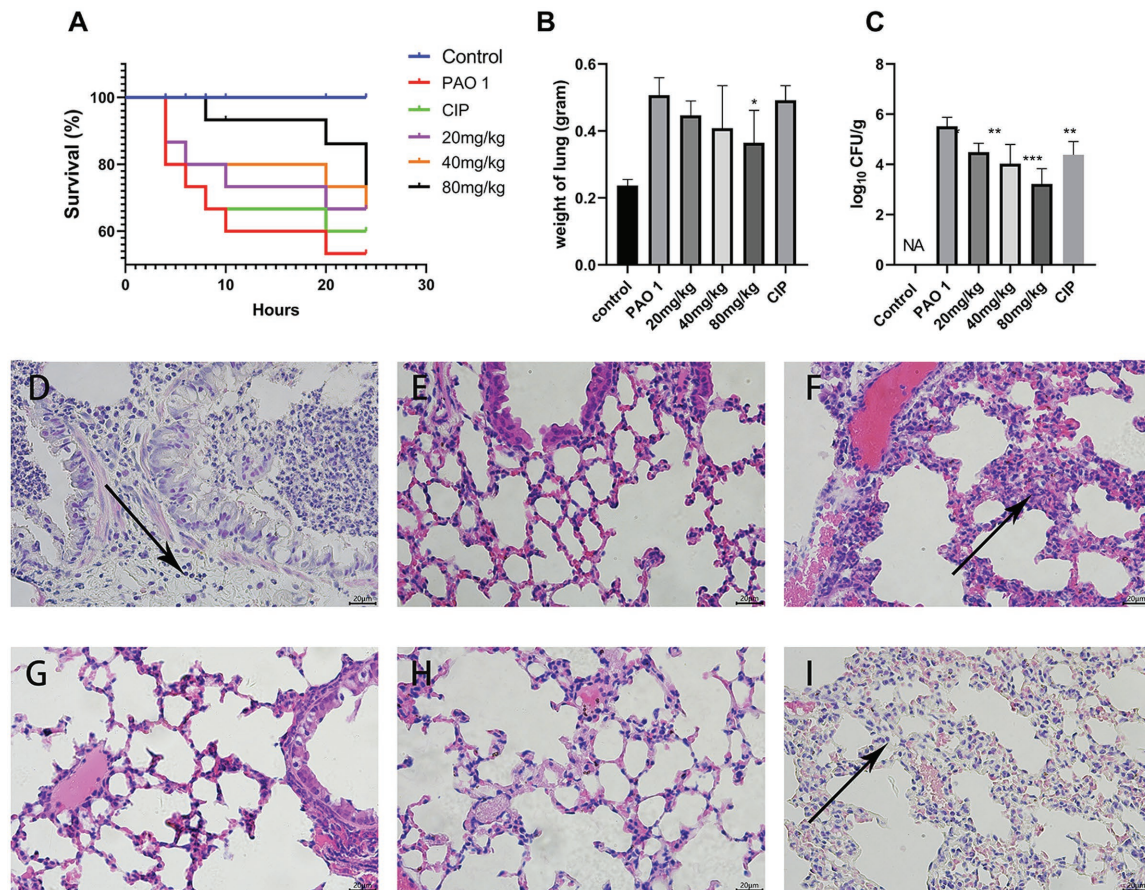 A
Survival (%)
100
80
60
0
10
20
30
Hours
Control
PAO 1
CIP
20mg/kg
40mg/kg
80mg/kg
B
weight of lung (gram)
0.6
0.4
0.2
0.0
*
control
PAO 1
20mg/kg
40mg/kg
80mg/kg
CIP
C
log10 CFU/g
10
8
6
4
2
0
NA
*
**
***
**
Control
PAO 1
20mg/kg
40mg/kg
80mg/kg
CIP
D
20μm
E
20μm
F
20μm
G
20μm
H
20μm
I